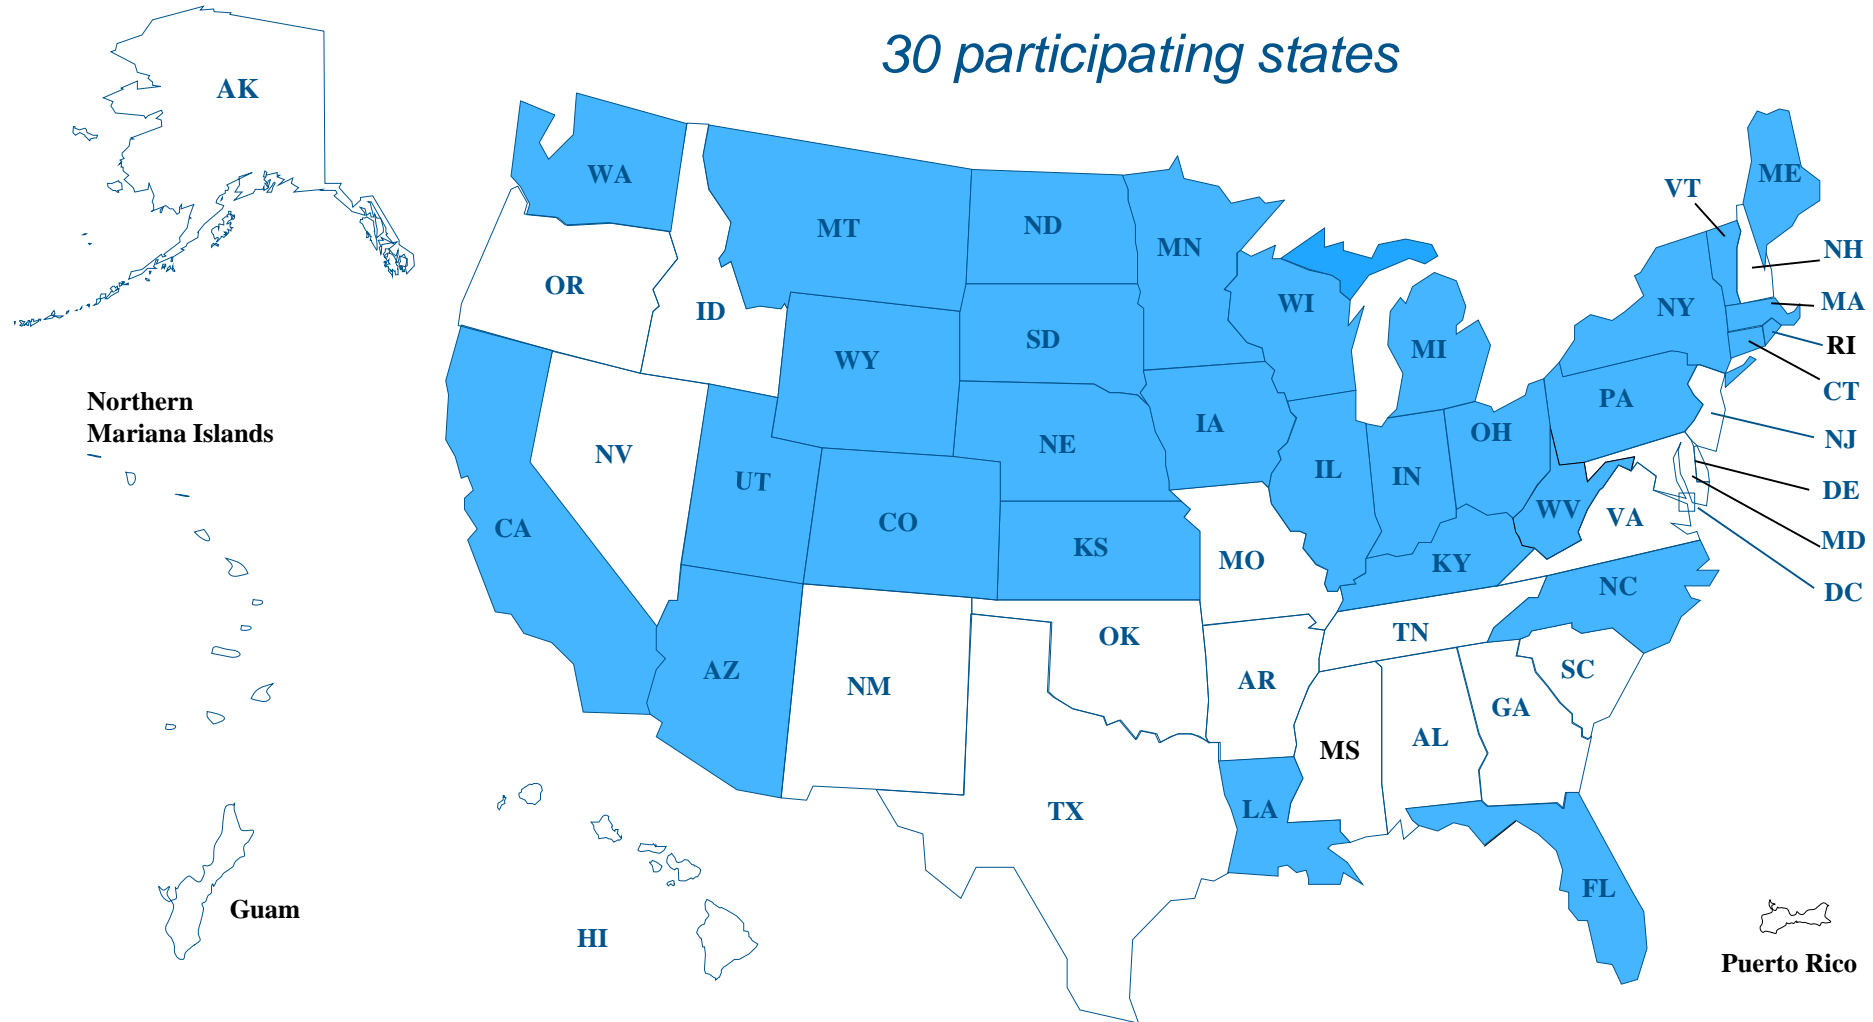 30 participating states
AK
WA
MT
ND
MN
VT
ME
NH
OR
ID
WI
NY
MA
WY
SD
MI
RI
CT
PA
Northern
Mariana Islands
NV
UT
NE
IA
IL
IN
OH
NJ
DE
CA
CO
KS
MO
KY
WV
VA
MD
DC
NC
AZ
NM
OK
AR
TN
SC
GA
MS
AL
TX
LA
FL
Guam
HI
Puerto Rico